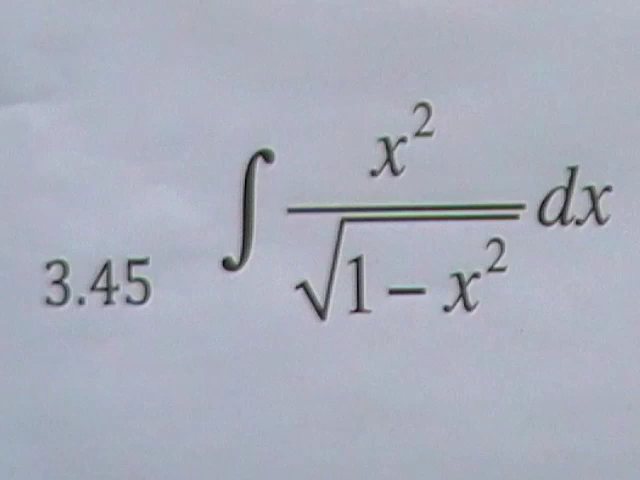 3.45 ∫ x²/√(1 − x²) dx